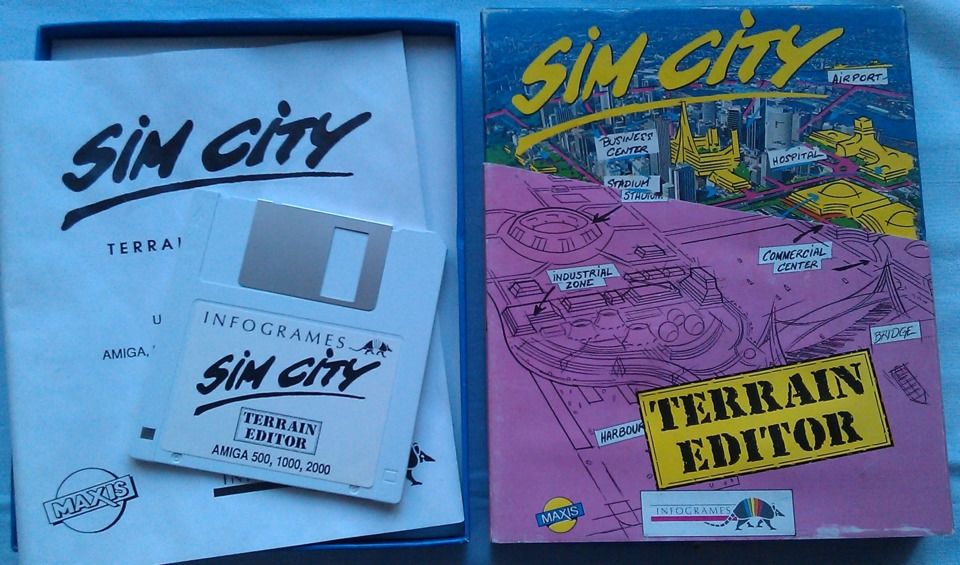 SIM CITY
TERRAI
U
AMIGA,
MAXIS
INFOGRAMES
SIM CITY
TERRAIN
EDITOR
AMIGA 500, 1000, 2000
SIM CITY
AIRPORT
BUSINESS
CENTER
HOSPITAL
STADIUM
STADIUM
COMMERCIAL
CENTER
INDUSTRIAL
ZONE
BRIDGE
HARBOUR
TERRAIN
EDITOR
MAXIS
INFOGRAMES